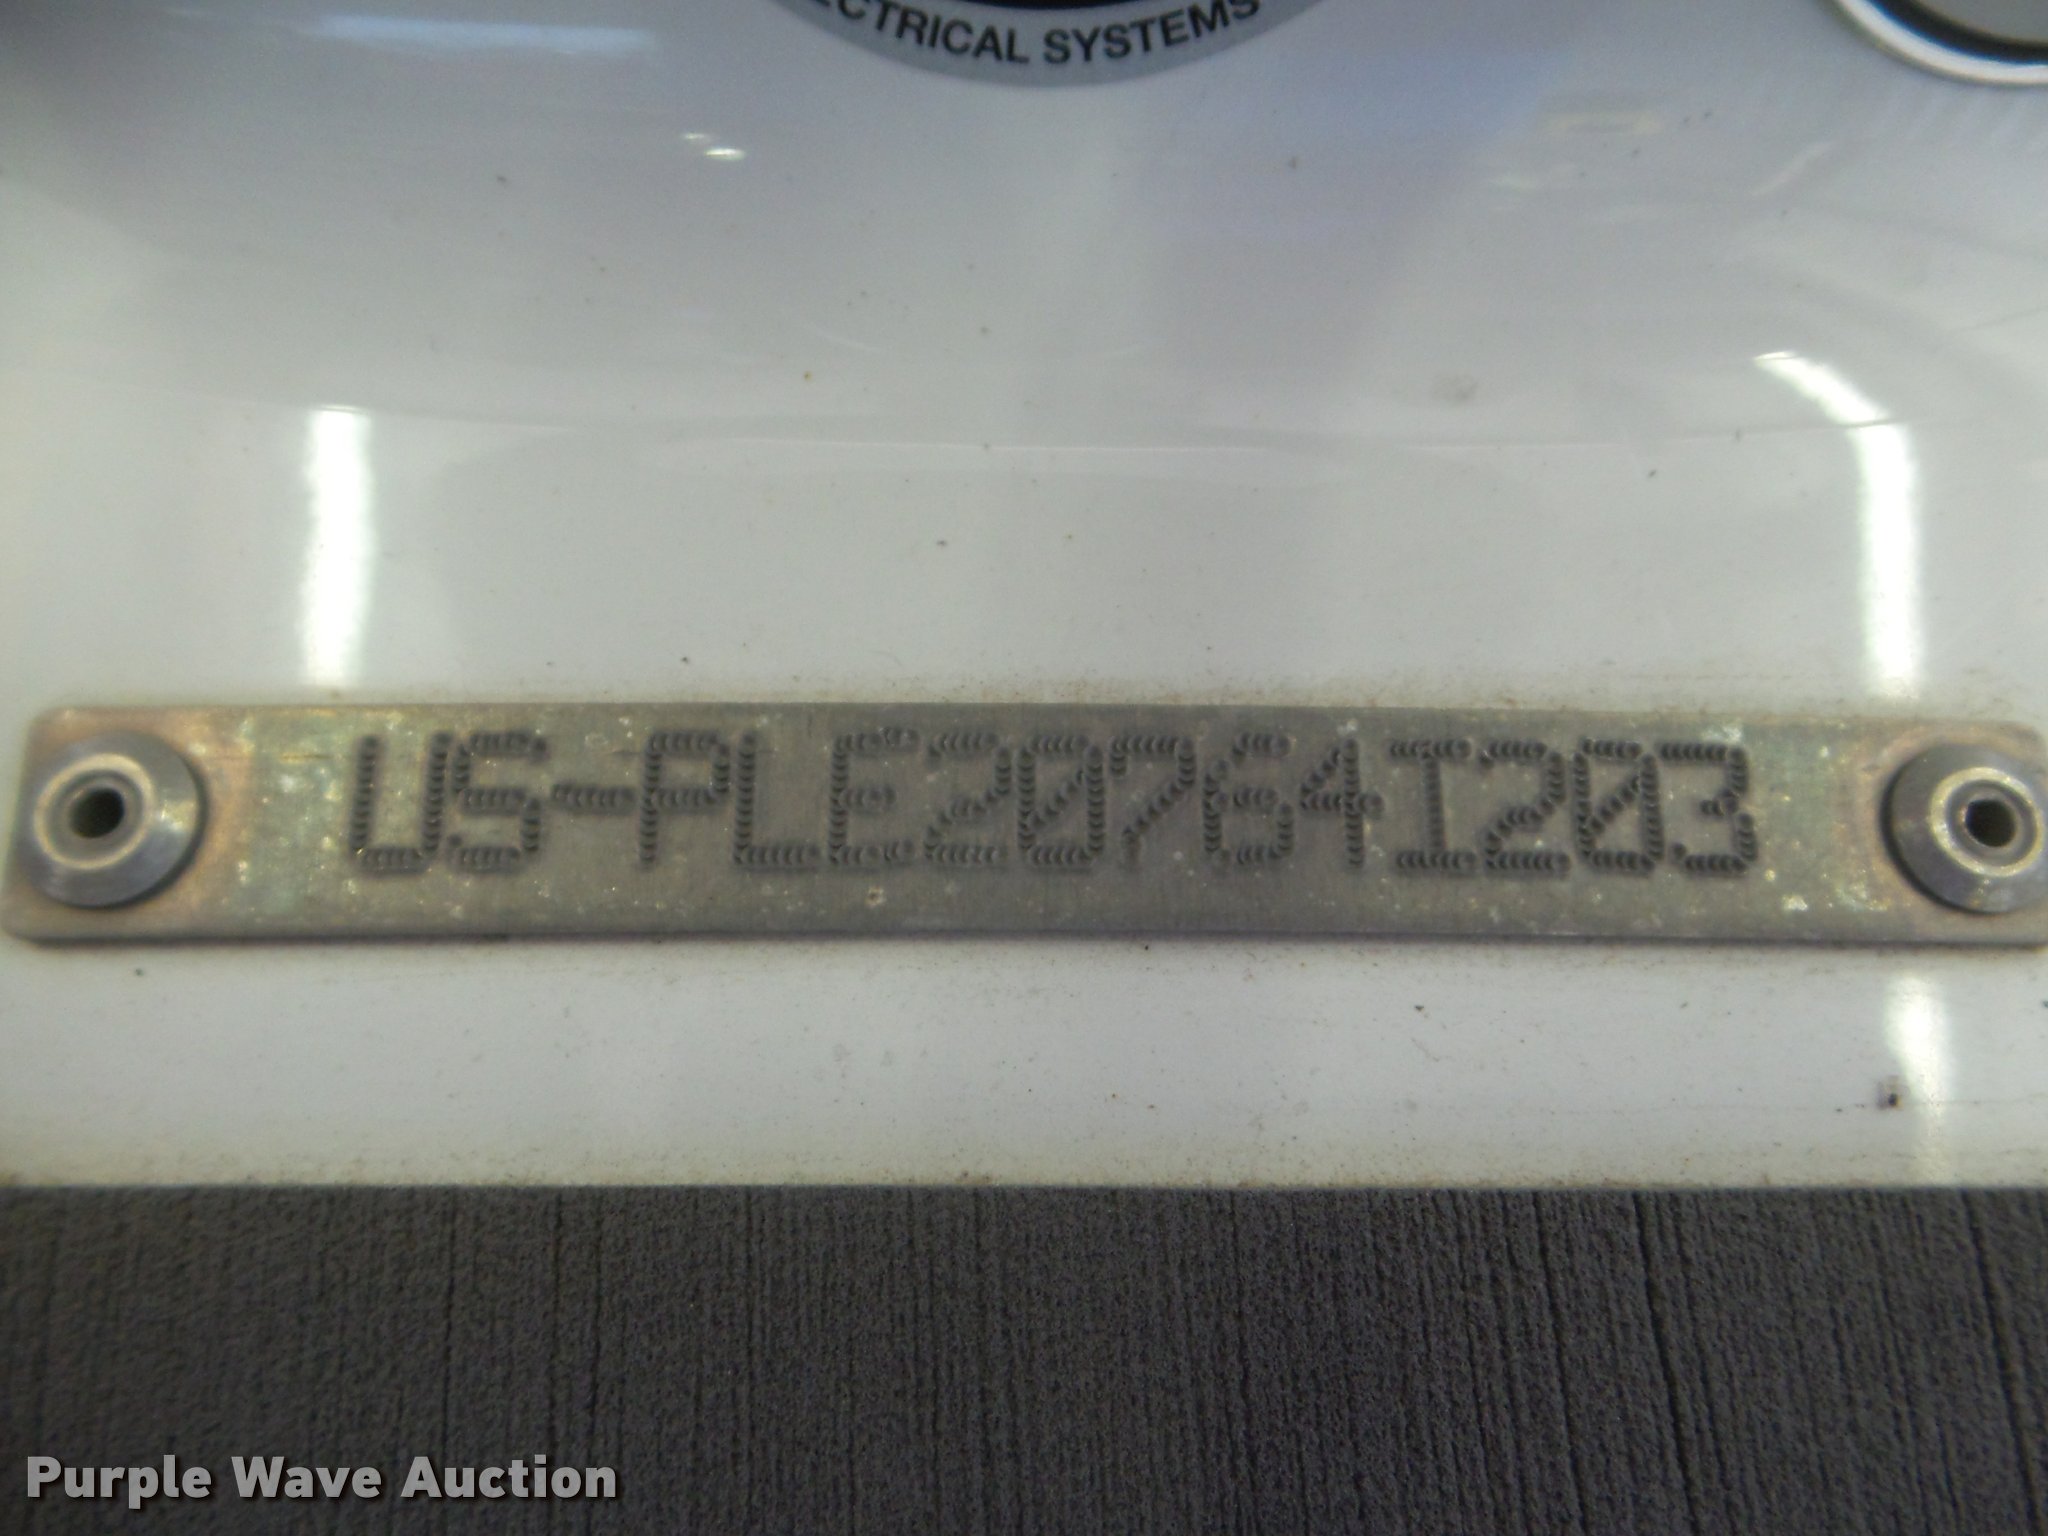 ECTRICAL SYSTEMS
US-PLE20764I203
Purple Wave Auction